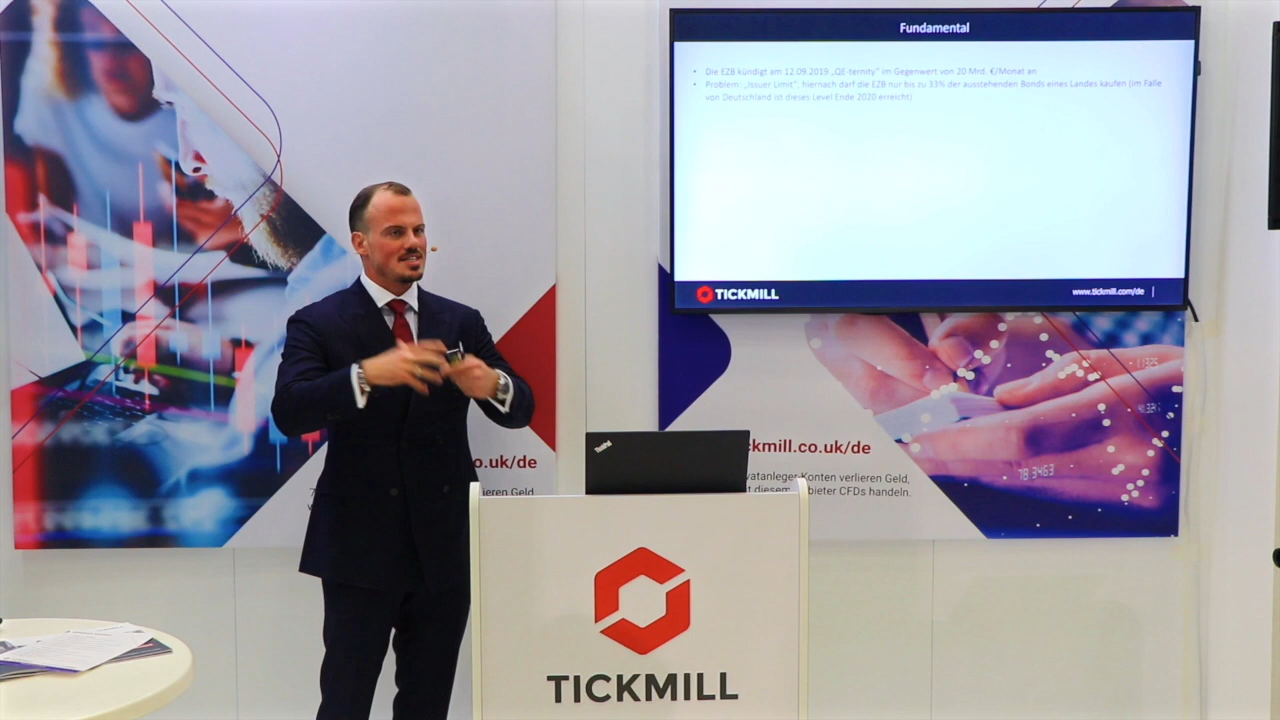 Fundamental
• Die EZB kündigt am 12.09.2019 „QE-ternity" im Gegenwert von 20 Mrd. €/Monat an
• Problem: „Issuer Limit"; hiernach darf die EZB nur bis zu 33% der ausstehenden Bonds eines Landes kaufen (im Falle
von Deutschland ist dieses Level Ende 2020 erreicht)
TICKMILL
www.tickmill.com/de
78.3463
ckmill.co.uk/de
vatanleger Konten verlieren Geld,
t diesem
bieter CFDs handeln.
o.uk/de
ieren Geld
ThinkPad
TICKMILL